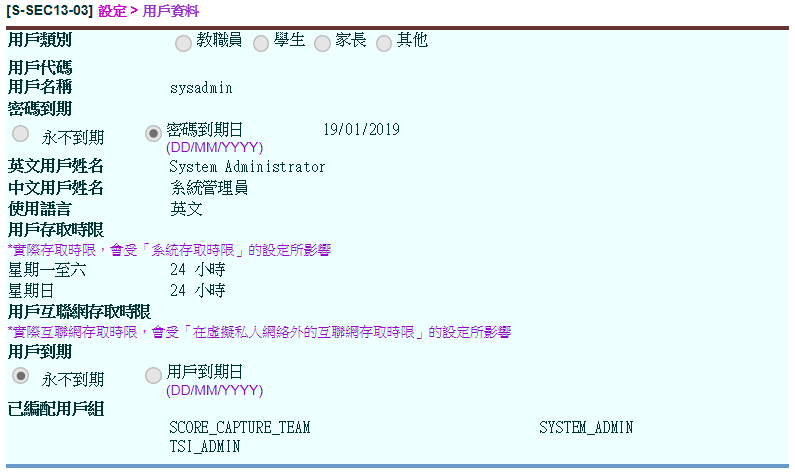 [S-SEC13-03] 設定 > 用戶資料
用戶類別 教職員 學生 家長 其他
用戶代碼
用戶名稱 sysadmin
密碼到期
永不到期 密碼到期日 19/01/2019
(DD/MM/YYYY)
英文用戶姓名 System Administrator
中文用戶姓名 系統管理員
使用語言 英文
用戶存取時限
*實際存取時限，會受「系統存取時限」的設定所影響
星期一至六 24 小時
星期日 24 小時
用戶互聯網存取時限
*實際互聯網存取時限，會受「在虛擬私人網絡外的互聯網存取時限」的設定所影響
用戶到期
永不到期 用戶到期日
(DD/MM/YYYY)
已編配用戶組
SCORE_CAPTURE_TEAM SYSTEM_ADMIN
TSI_ADMIN